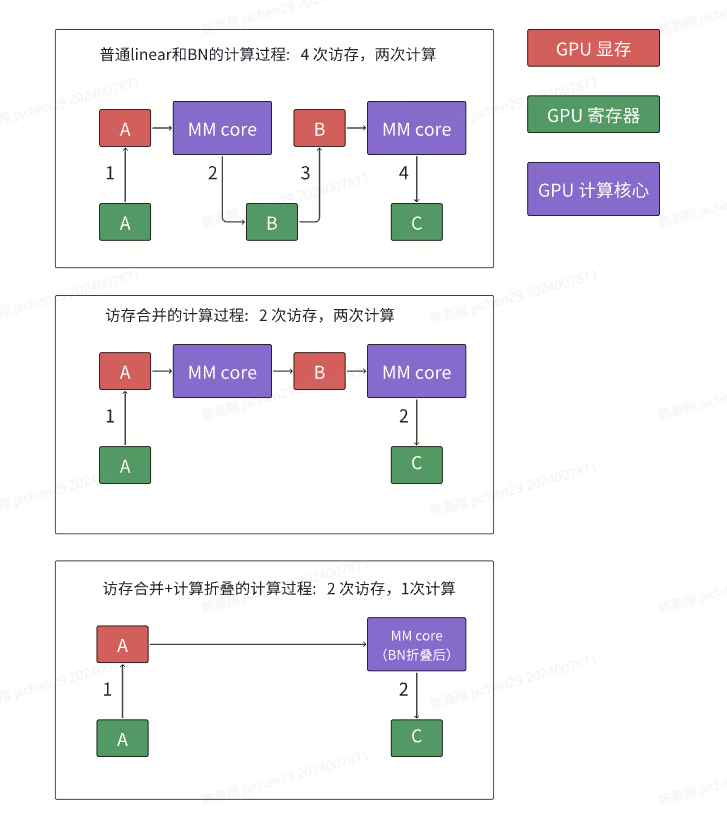 普通linear和BN的计算过程：4 次访存，两次计算
GPU 显存
A
MM core
B
MM core
GPU 寄存器
1
2
3
4
A
B
C
GPU 计算核心
访存合并的计算过程：2 次访存，两次计算
A
MM core
B
MM core
1
2
A
C
访存合并+计算折叠的计算过程：2 次访存，1次计算
A
MM core
（BN折叠后）
1
2
A
C
陈嘉翔 jxchen29 2024007871